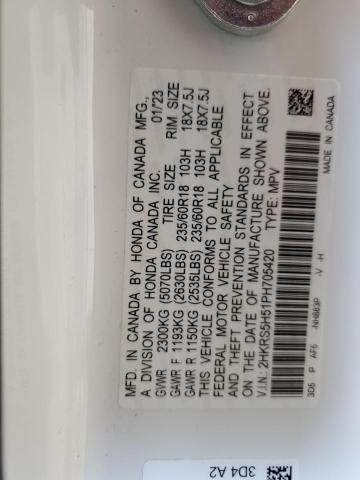 MFD. IN CANADA BY HONDA OF CANADA MFG.,
A DIVISION OF HONDA CANADA INC. 01/'23
GVWR 2300KG (5070LBS) TIRE SIZE RIM SIZE
GAWR F 1193KG (2630LBS) 235/60R18 103H 18X7.5J
GAWR R 1150KG (2535LBS) 235/60R18 103H 18X7.5J
THIS VEHICLE CONFORMS TO ALL APPLICABLE
FEDERAL MOTOR VEHICLE SAFETY
AND THEFT PREVENTION STANDARDS IN EFFECT
ON THE DATE OF MANUFACTURE SHOWN ABOVE.
V.I.N.: 2HKRS5H51PH705420 TYPE: MPV
3D5 P AF5 -NH883P -V -H
MADE IN CANADA
3D4 A2